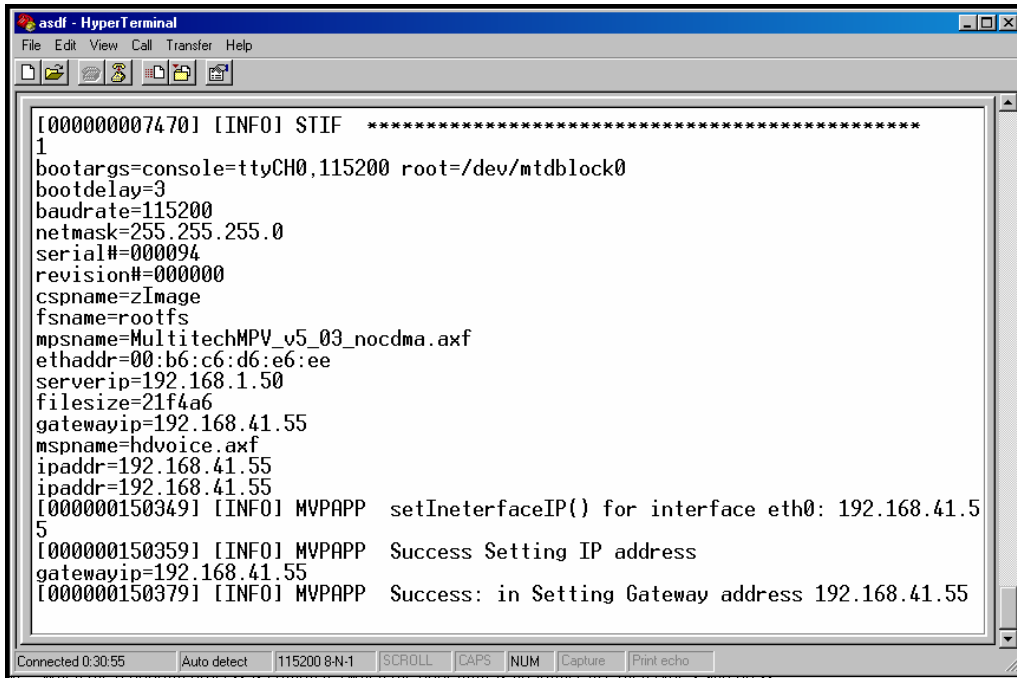 asdf - HyperTerminal
File Edit View Call Transfer Help
[000000007470] [INFO] STIF ***********************************************
1
bootargs=console=ttyCH0,115200 root=/dev/mtdblock0
bootdelay=3
baudrate=115200
netmask=255.255.255.0
serial#=000094
revision#=000000
cspname=zImage
fsname=rootfs
mpsname=MultitechMPV_v5_03_nocdma.axf
ethaddr=00:b6:c6:d6:e6:ee
serverip=192.168.1.50
filesize=21f4a6
gatewayip=192.168.41.55
mspname=hdvoice.axf
ipaddr=192.168.41.55
ipaddr=192.168.41.55
[000000150349] [INFO] MVPAPP setIneterfaceIP() for interface eth0: 192.168.41.5
5
[000000150359] [INFO] MVPAPP Success Setting IP address
gatewayip=192.168.41.55
[000000150379] [INFO] MVPAPP Success: in Setting Gateway address 192.168.41.55
Connected 0:30:55 Auto detect 115200 8-N-1 SCROLL CAPS NUM Capture Print echo